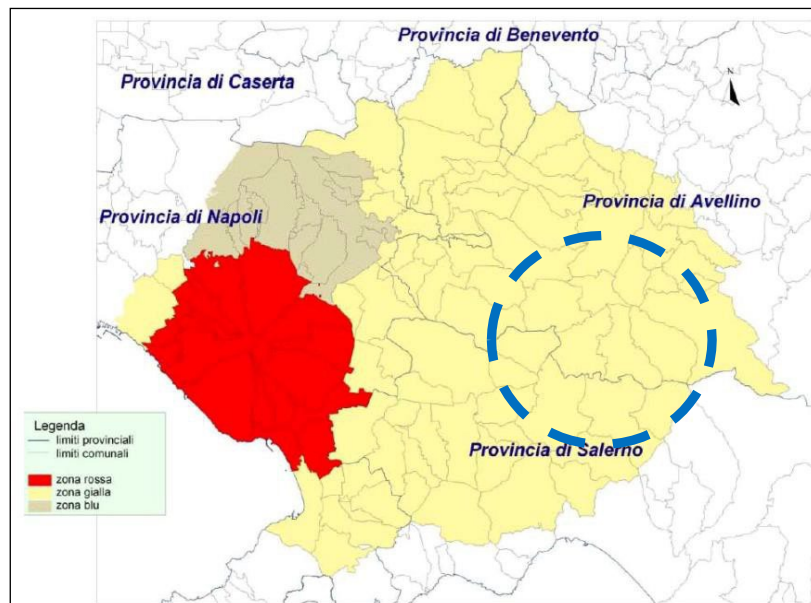 Provincia di Benevento
Provincia di Caserta
N
Provincia di Avellino
Provincia di Napoli
Legenda
limiti provinciali
limiti comunali
zona rossa
zona gialla
zona blu
Provincia di Salerno